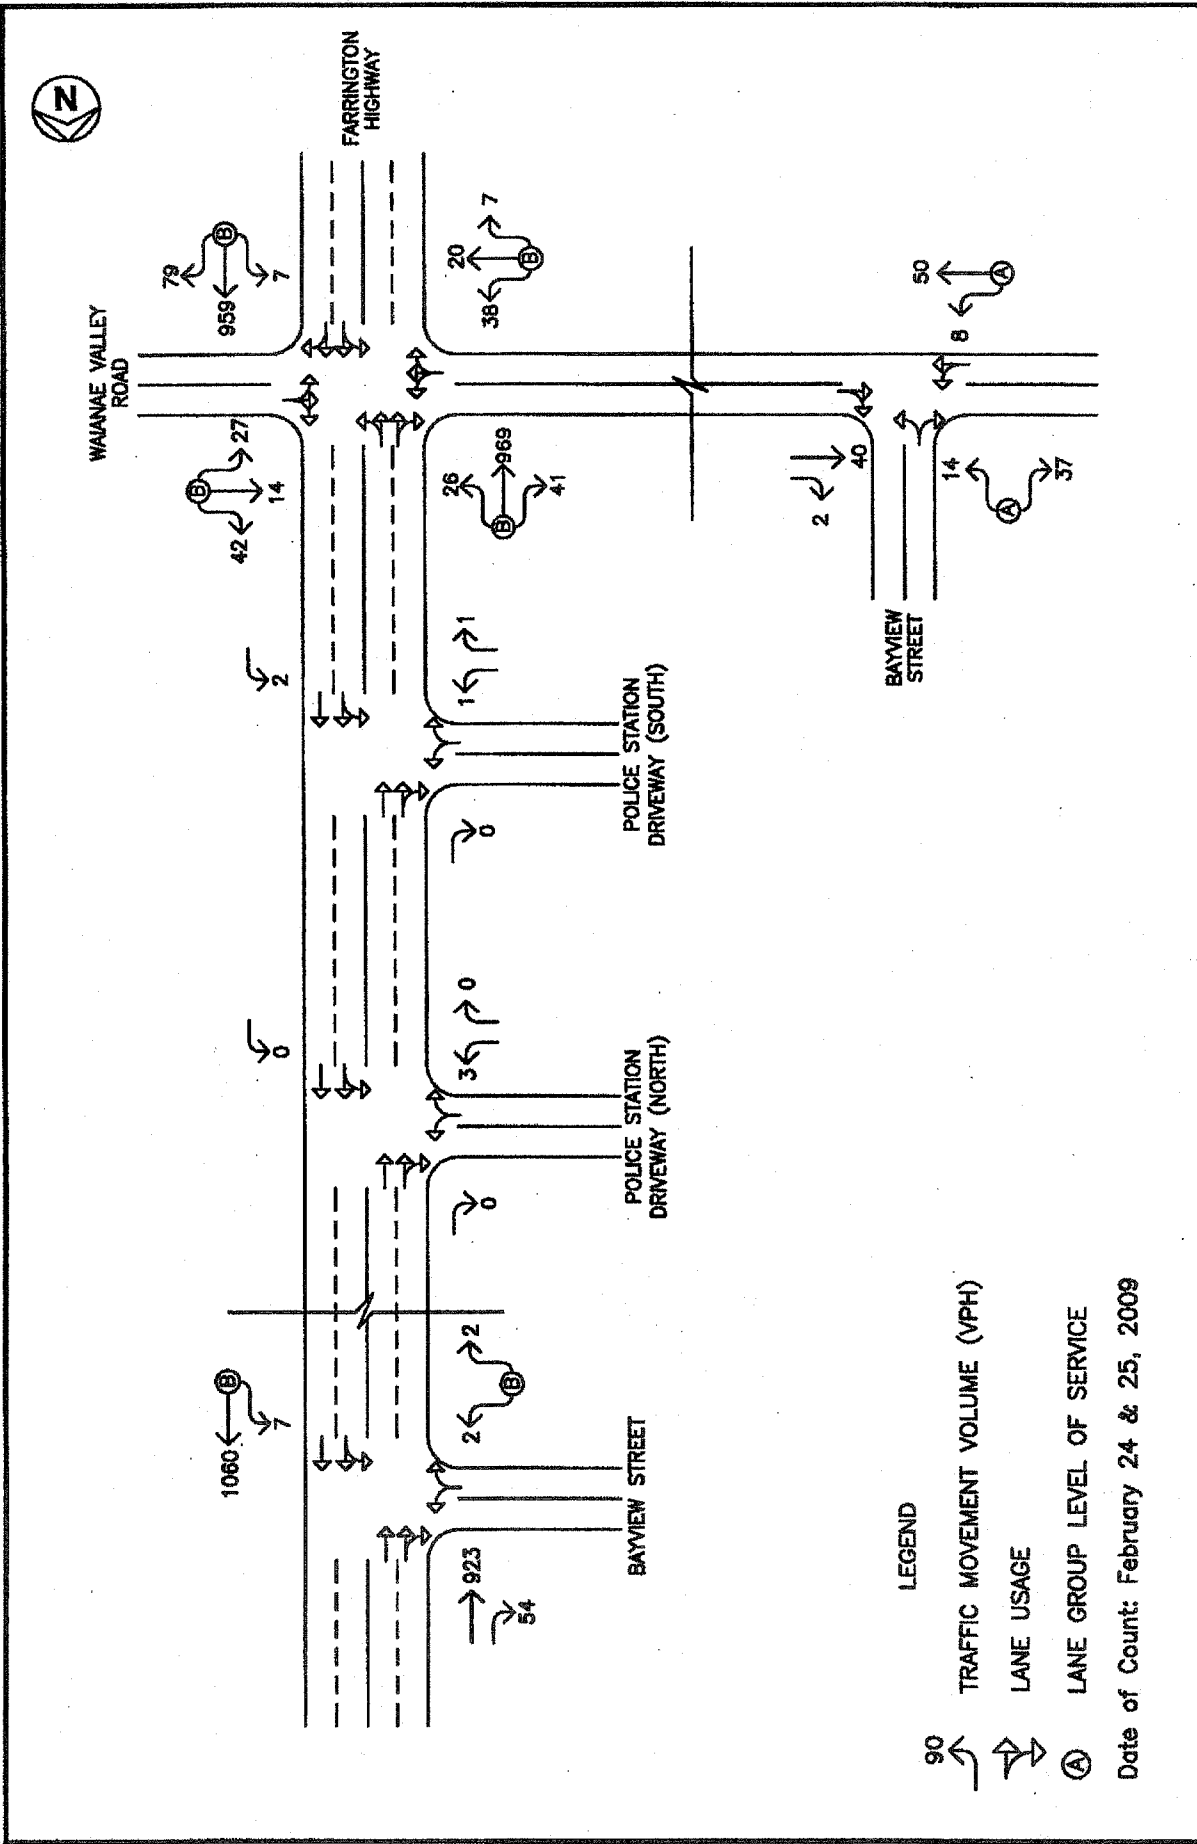 N
FARRINGTON
HIGHWAY
WAIANAE VALLEY
ROAD
79
B
959
7
20
7
38
B
50
8
A
B
27
14
42
26
969
B
41
40
2
14
A
37
BAYVIEW
STREET
2
1
1
POLICE STATION
DRIVEWAY (SOUTH)
0
0
3
0
POLICE STATION
DRIVEWAY (NORTH)
0
B
1060
7
2
2
B
BAYVIEW STREET
923
54
LEGEND
90
TRAFFIC MOVEMENT VOLUME (VPH)
LANE USAGE
A
LANE GROUP LEVEL OF SERVICE
Date of Count: February 24 & 25, 2009